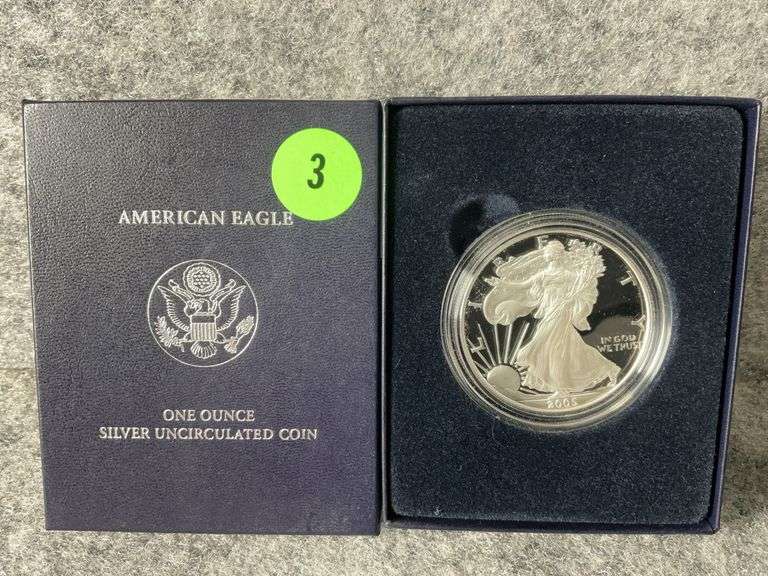 3
AMERICAN EAGLE
ONE OUNCE
SILVER UNCIRCULATED COIN
LIBERTY
IN GOD
WE TRUST